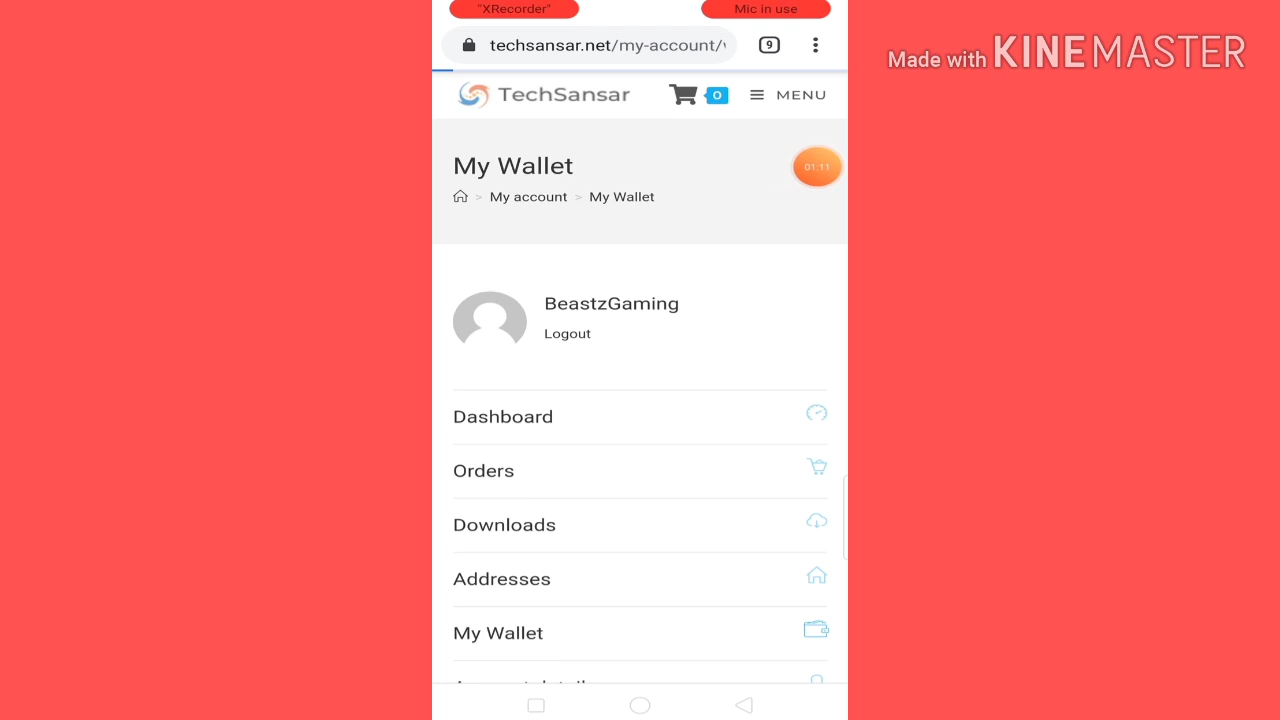 "XRecorder"
Mic in use
techsansar.net/my-account/
9
Made with KINEMASTER
TechSansar
0
MENU
My Wallet
01:11
> My account > My Wallet
BeastzGaming
Logout
Dashboard
Orders
Downloads
Addresses
My Wallet